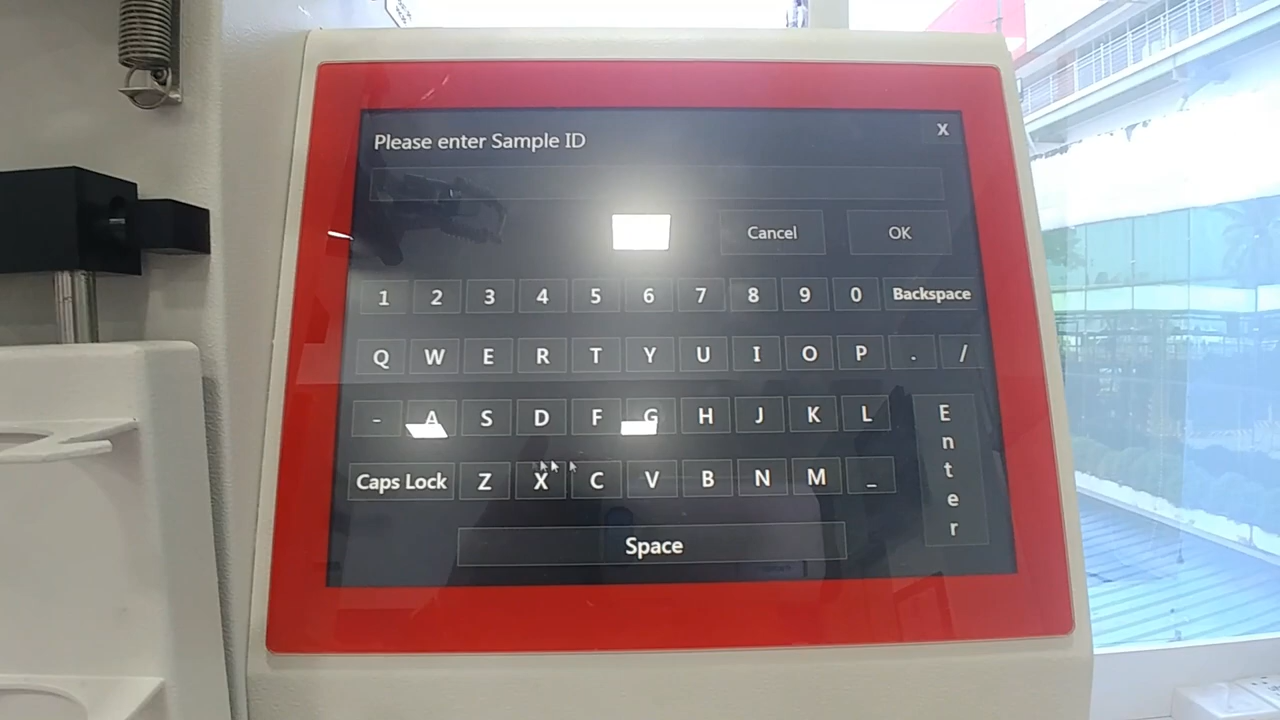 Please enter Sample ID
X
Cancel OK
1 2 3 4 5 6 7 8 9 0 Backspace
Q W E R T Y U I O P . /
- A S D F G H J K L
Enter
Caps Lock Z X C V B N M _
Space